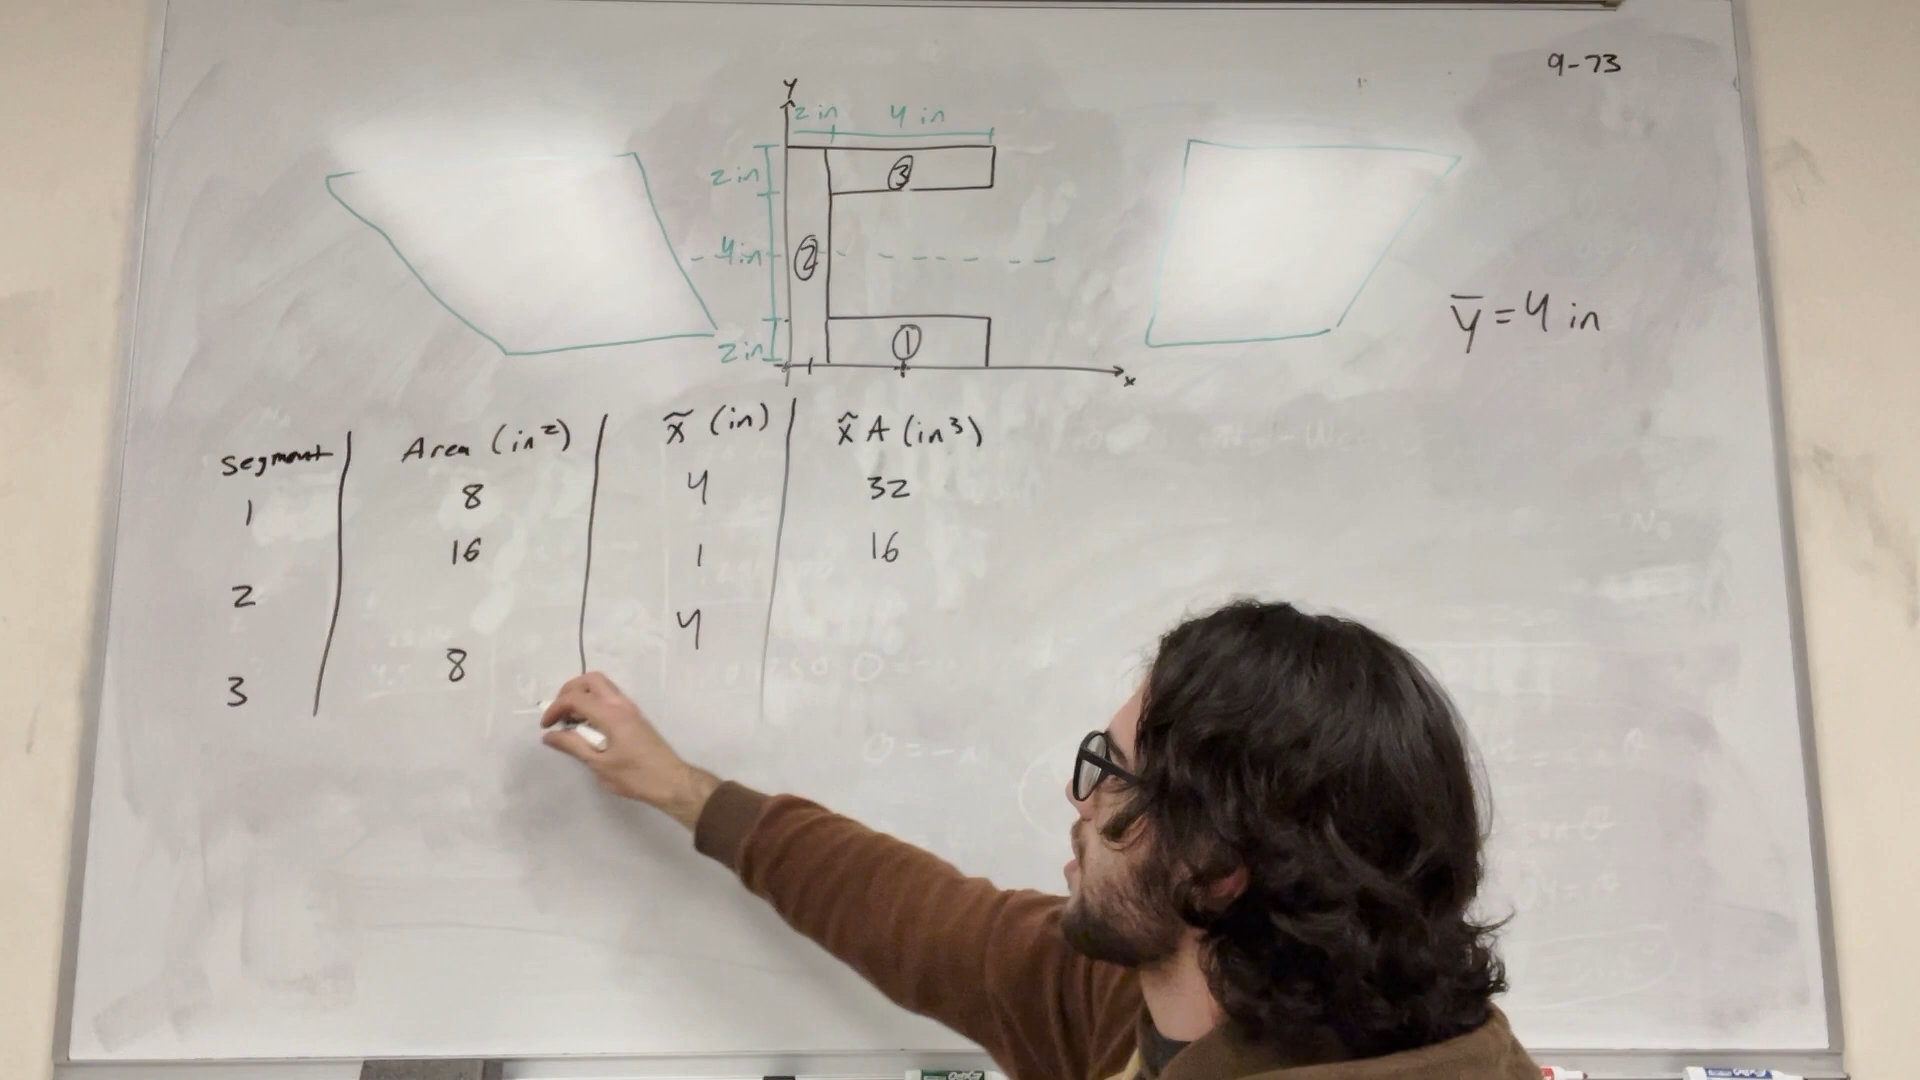 9-73
y
2 in 4 in
2 in
3
4 in
2
2 in
1
x
ȳ = 4 in
Segment Area (in²) x̃ (in) x̃ A (in³)
1 8 4 32
2 16 1 16
3 8 4